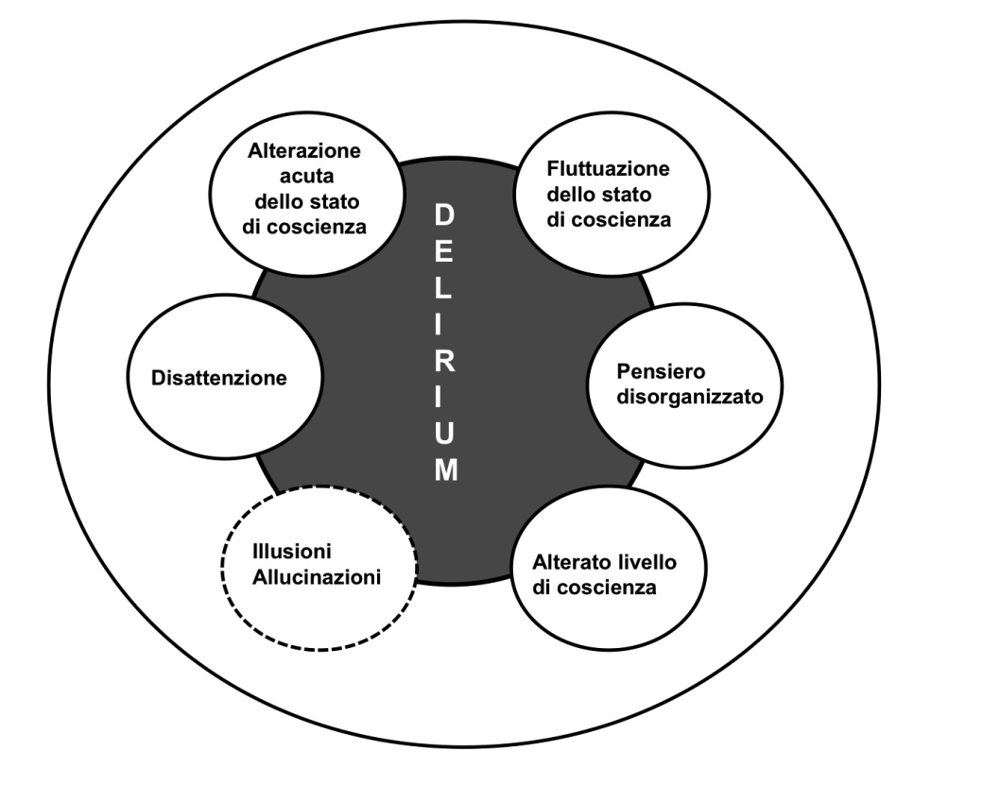 Alterazione
acuta
dello stato
di coscienza
Fluttuazione
dello stato
di coscienza
D
E
L
I
R
I
U
M
Disattenzione
Pensiero
disorganizzato
Illusioni
Allucinazioni
Alterato livello
di coscienza